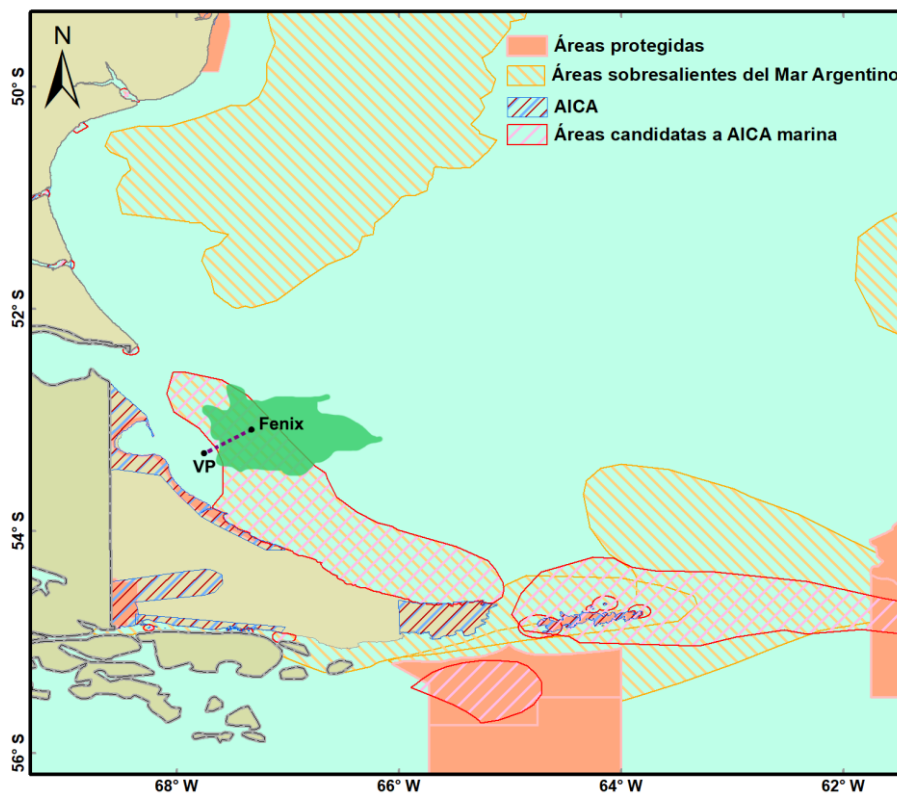 N
Áreas protegidas
Áreas sobresalientes del Mar Argentino
AICA
Áreas candidatas a AICA marina
50° S
52° S
Fenix
VP
54° S
56° S
68° W
66° W
64° W
62° W